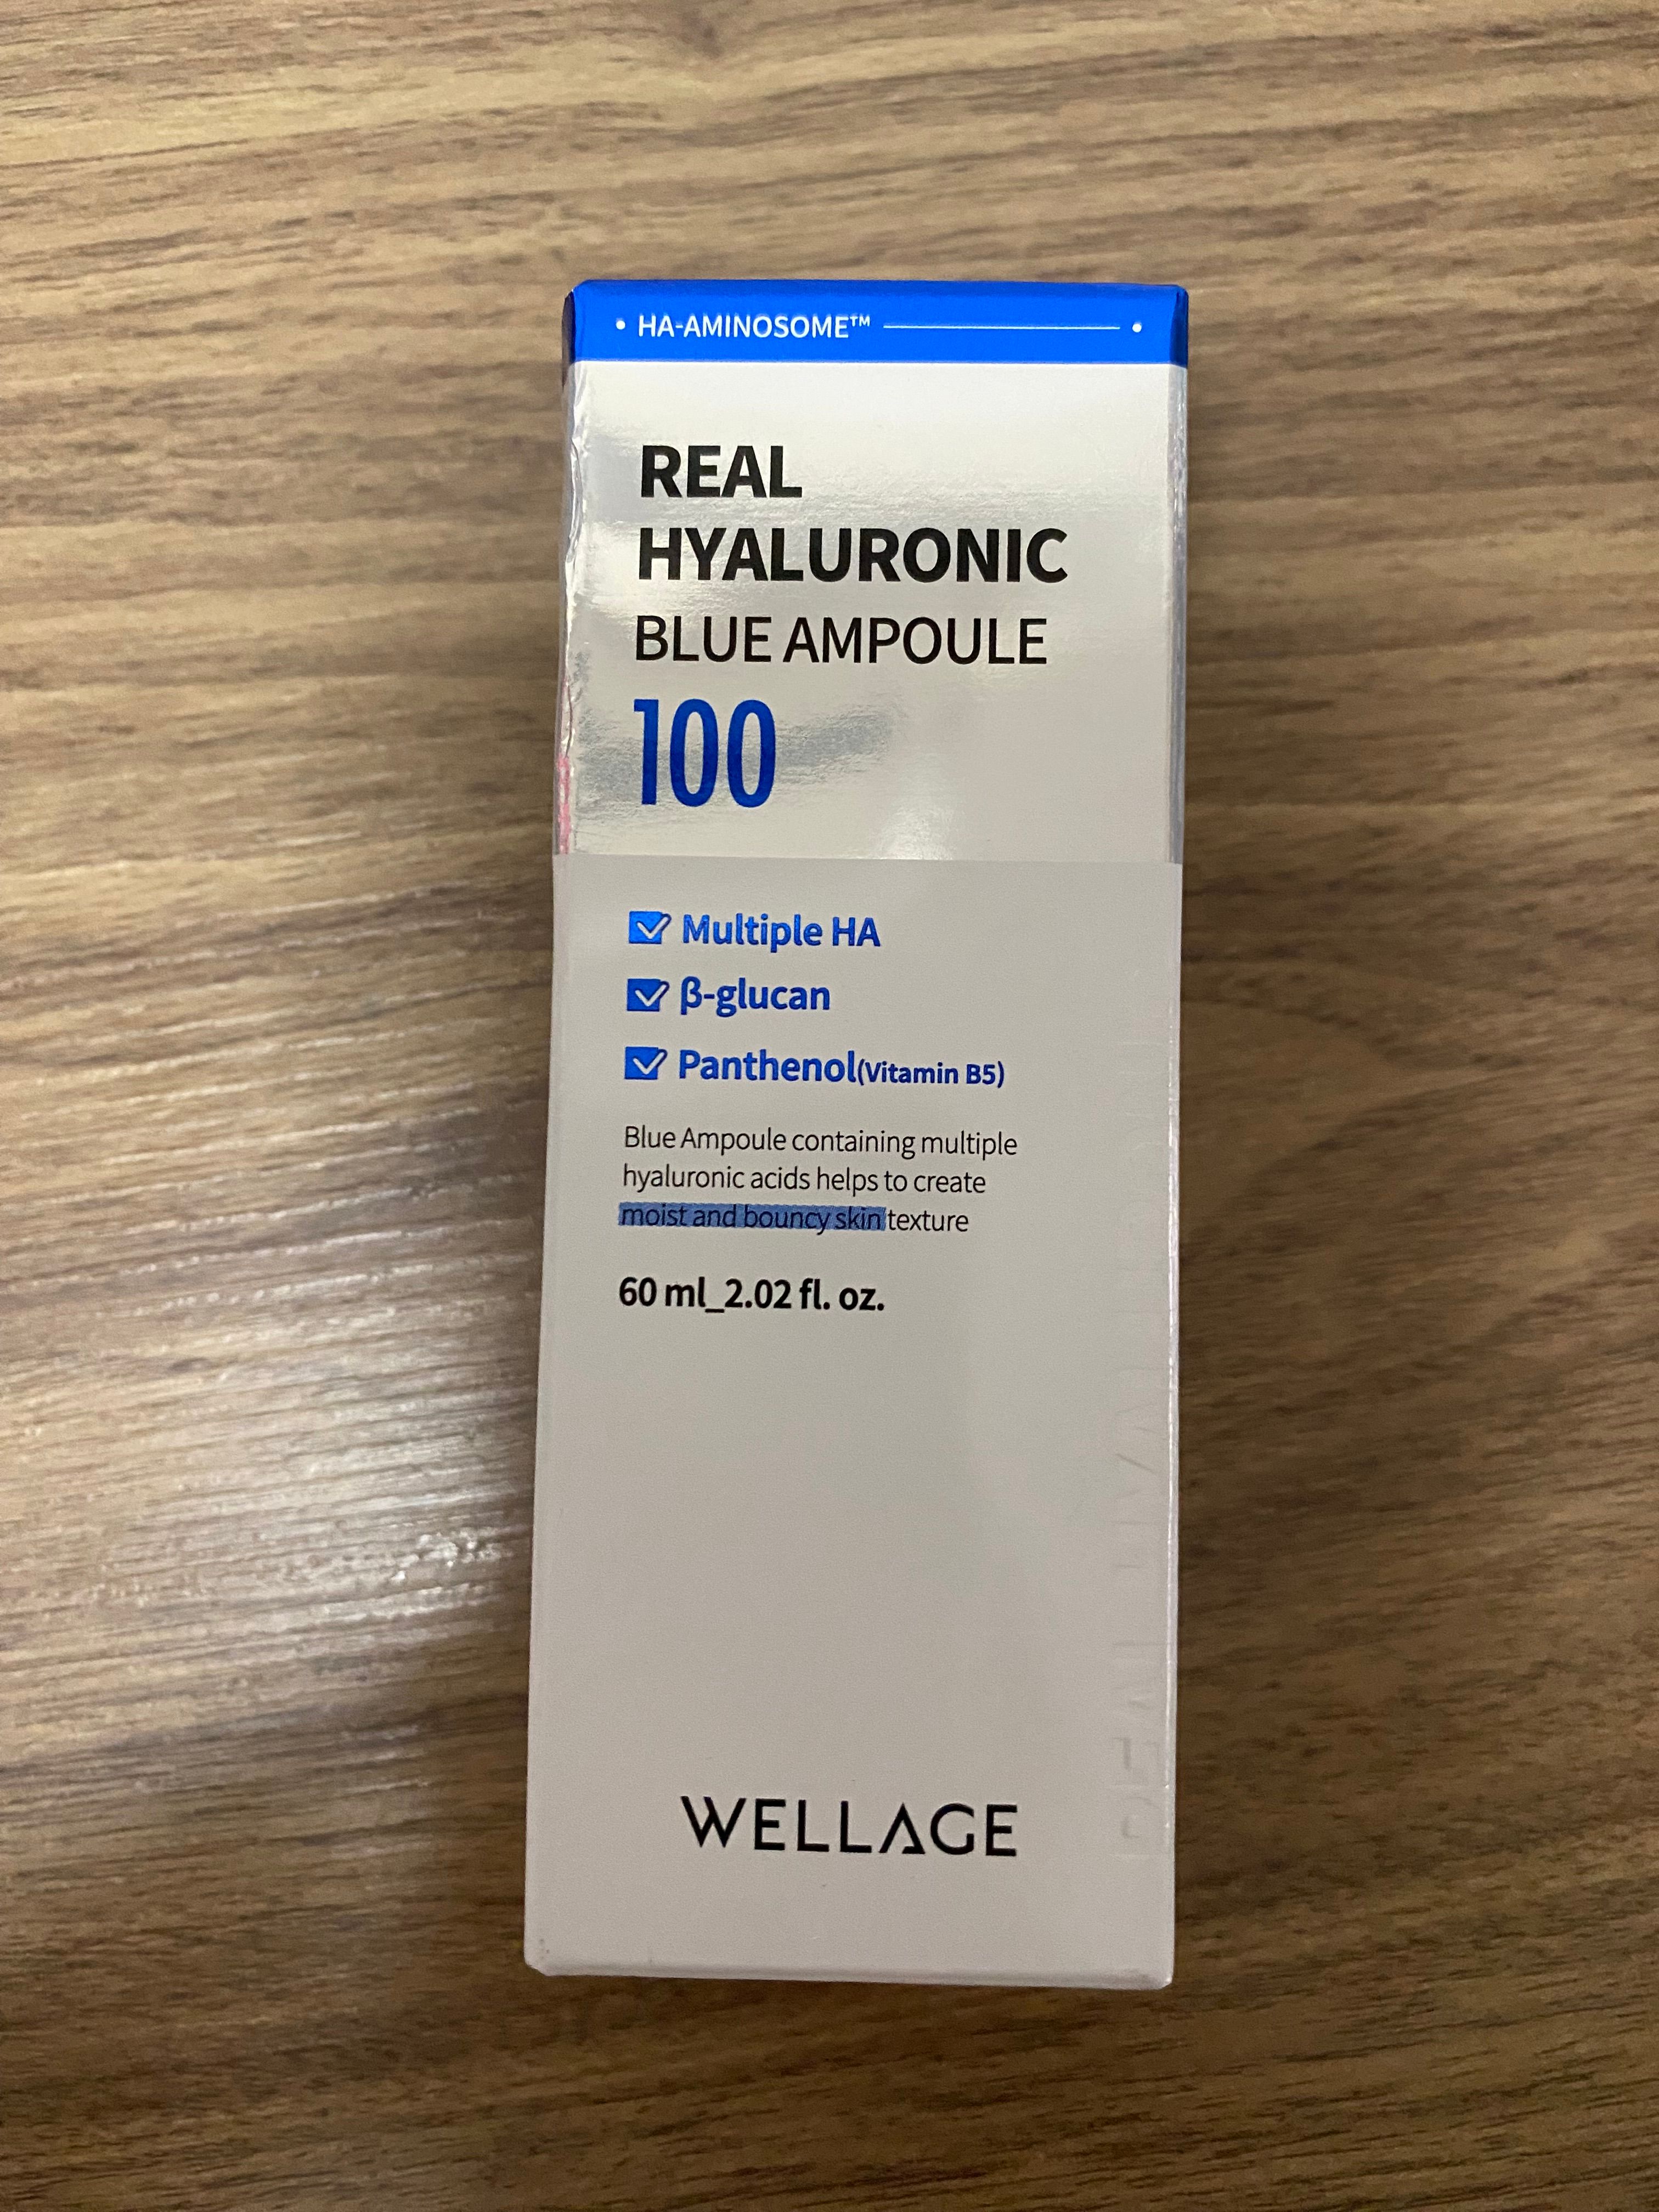 • HA-AMINOSOME™ •
REAL
HYALURONIC
BLUE AMPOULE
100
Multiple HA
β-glucan
Panthenol(Vitamin B5)
Blue Ampoule containing multiple
hyaluronic acids helps to create
moist and bouncy skin texture
60 ml_2.02 fl. oz.
WELLAGE